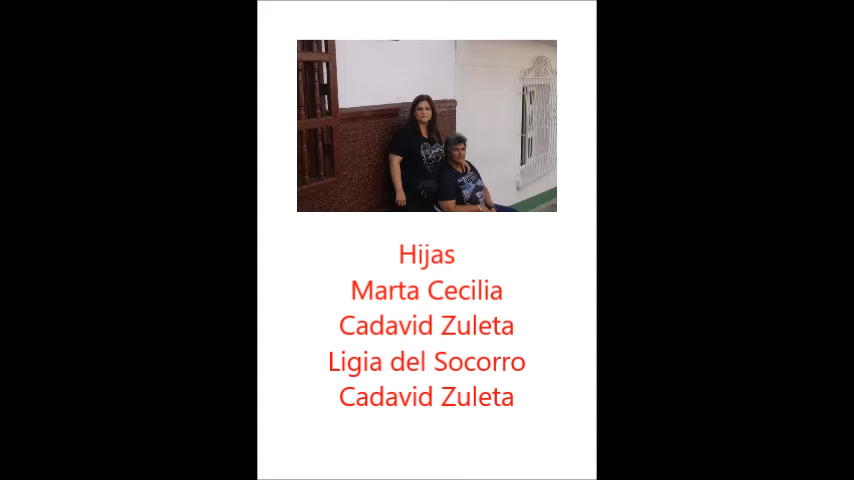 Hijas
Marta Cecilia
Cadavid Zuleta
Ligia del Socorro
Cadavid Zuleta